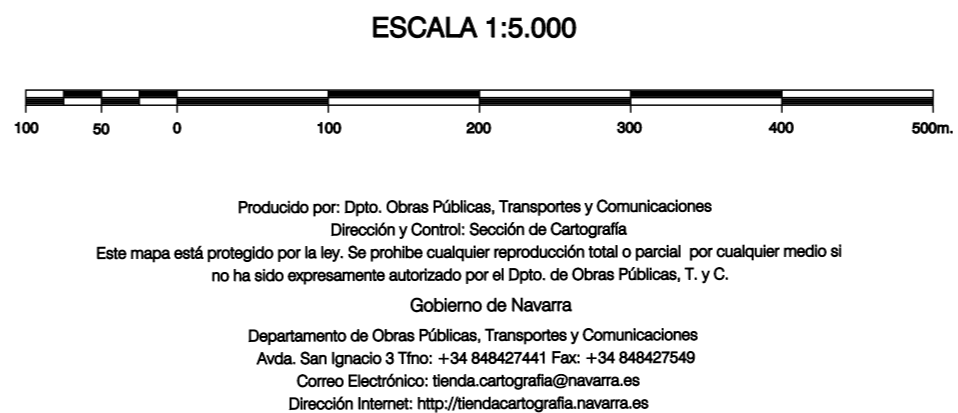 ESCALA 1:5.000
100 50 0 100 200 300 400 500m.
Producido por: Dpto. Obras Públicas, Transportes y Comunicaciones
Dirección y Control: Sección de Cartografía
Este mapa está protegido por la ley. Se prohibe cualquier reproducción total o parcial por cualquier medio si
no ha sido expresamente autorizado por el Dpto. de Obras Públicas, T. y C.
Gobierno de Navarra
Departamento de Obras Públicas, Transportes y Comunicaciones
Avda. San Ignacio 3 Tfno: +34 848427441 Fax: +34 848427549
Correo Electrónico: tienda.cartografia@navarra.es
Dirección Internet: http://tiendacartografia.navarra.es